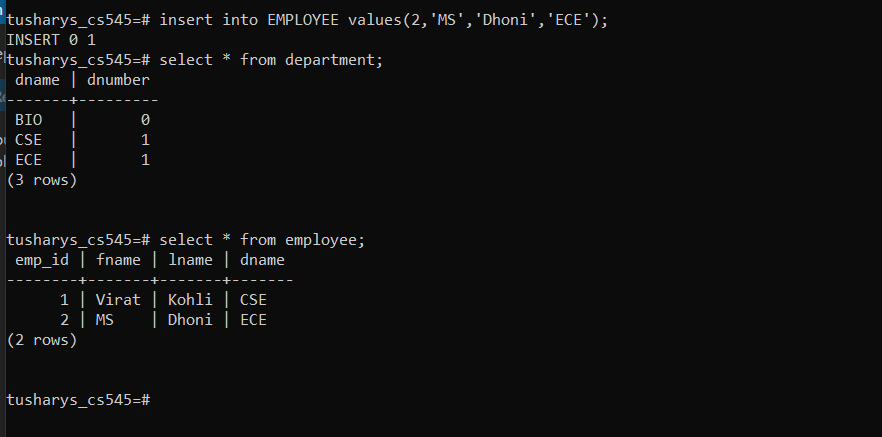 tusharys_cs545=# insert into EMPLOYEE values(2,'MS','Dhoni','ECE');
INSERT 0 1
tusharys_cs545=# select * from department;
 dname | dnumber
-------+---------
 BIO   |       0
 CSE   |       1
 ECE   |       1
(3 rows)
tusharys_cs545=# select * from employee;
 emp_id | fname | lname | dname
--------+-------+-------+-------
      1 | Virat | Kohli | CSE
      2 | MS    | Dhoni | ECE
(2 rows)
tusharys_cs545=#